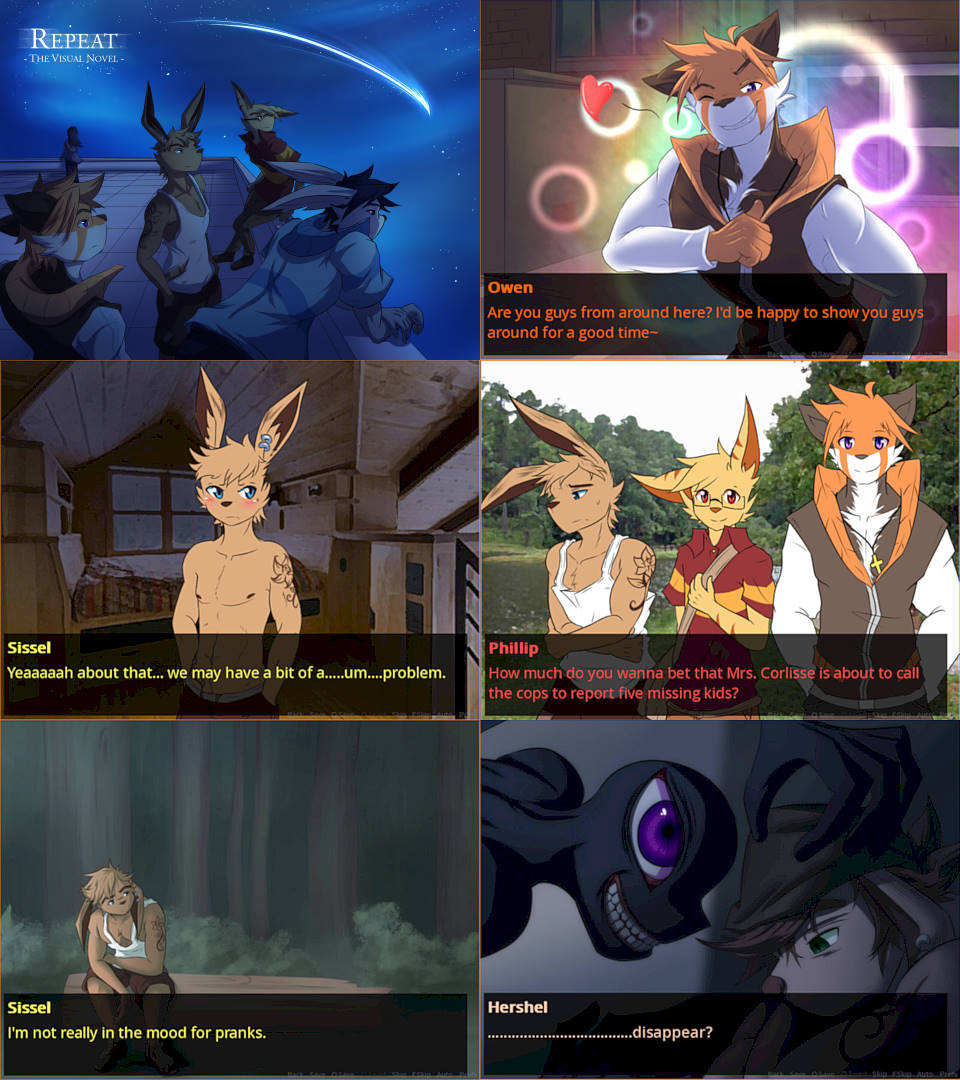 REPEAT
- THE VISUAL NOVEL -
Owen
Are you guys from around here? I'd be happy to show you guys
around for a good time~
Sissel
Yeaaaaah about that... we may have a bit of a.....um....problem.
Phillip
How much do you wanna bet that Mrs. Corlisse is about to call
the cops to report five missing kids?
Sissel
I'm not really in the mood for pranks.
Hershel
....................................disappear?